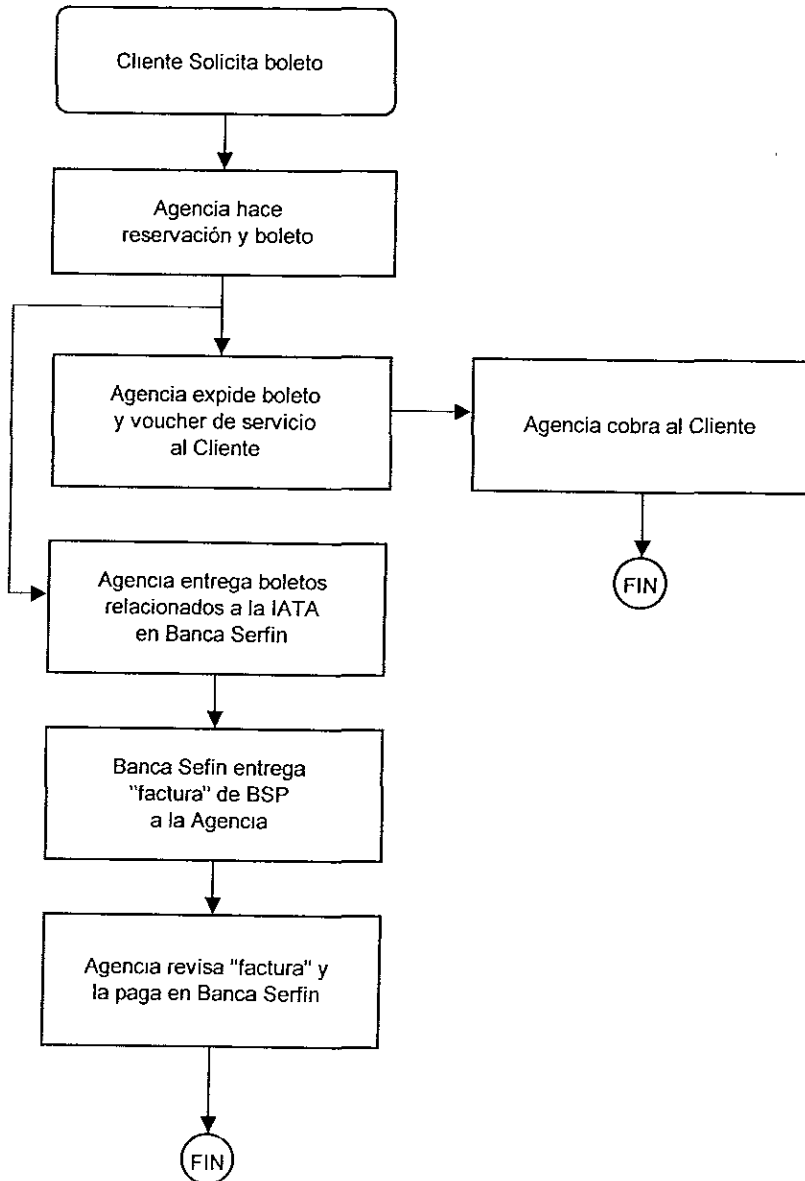 Cliente Solicita boleto
Agencia hace
reservación y boleto
Agencia expide boleto
y voucher de servicio
al Cliente
Agencia cobra al Cliente
FIN
Agencia entrega boletos
relacionados a la IATA
en Banca Serfin
Banca Sefin entrega
"factura" de BSP
a la Agencia
Agencia revisa "factura" y
la paga en Banca Serfin
FIN